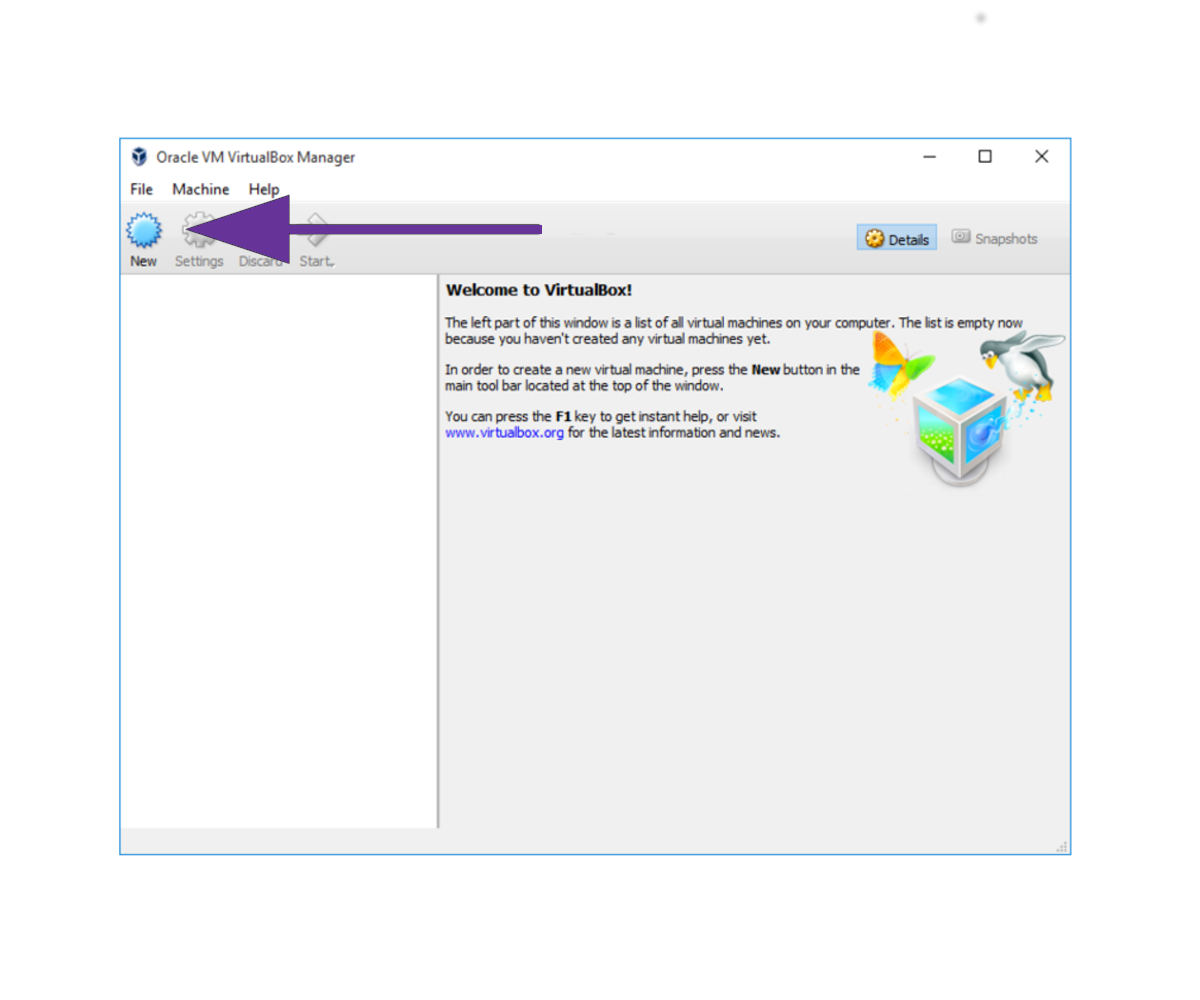 Oracle VM VirtualBox Manager
File Machine Help
New Settings Discard Start
Details Snapshots
Welcome to VirtualBox!
The left part of this window is a list of all virtual machines on your computer. The list is empty now
because you haven't created any virtual machines yet.
In order to create a new virtual machine, press the New button in the
main tool bar located at the top of the window.
You can press the F1 key to get instant help, or visit
www.virtualbox.org for the latest information and news.